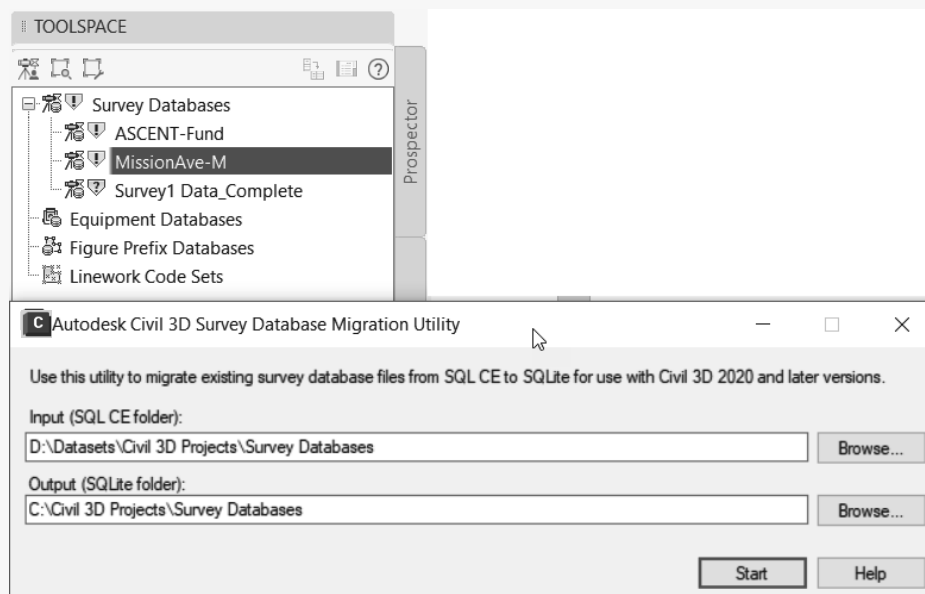 TOOLSPACE
Survey Databases
ASCENT-Fund
MissionAve-M
Survey1 Data_Complete
Equipment Databases
Figure Prefix Databases
Linework Code Sets
Prospector
C Autodesk Civil 3D Survey Database Migration Utility
Use this utility to migrate existing survey database files from SQL CE to SQLite for use with Civil 3D 2020 and later versions.
Input (SQL CE folder):
D:\Datasets\Civil 3D Projects\Survey Databases
Browse...
Output (SQLite folder):
C:\Civil 3D Projects\Survey Databases
Browse...
Start
Help